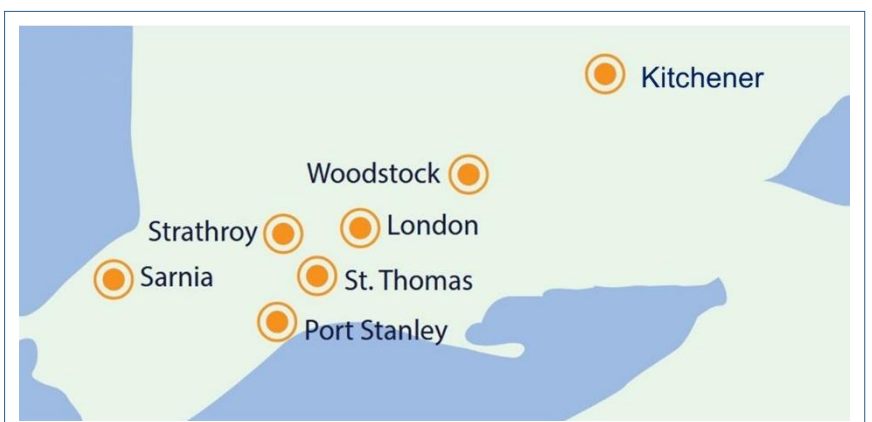 Kitchener
Woodstock
Strathroy
London
Sarnia
St. Thomas
Port Stanley